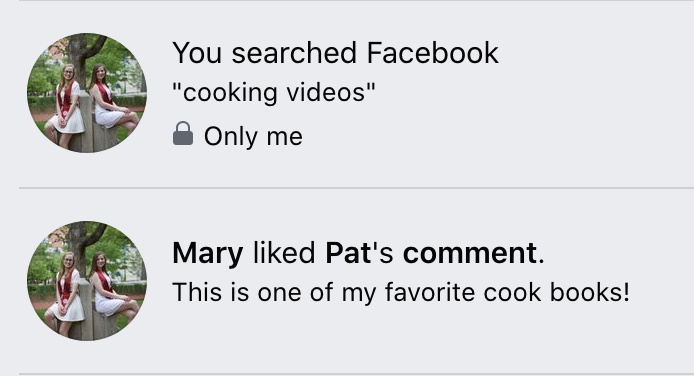 You searched Facebook
"cooking videos"
Only me
Mary liked Pat's comment.
This is one of my favorite cook books!